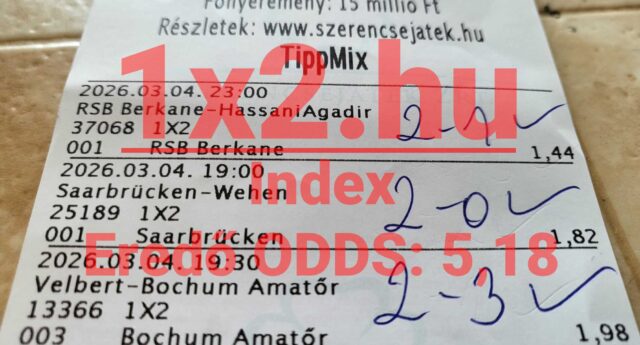 Főnyeremény: 15 millió Ft
Részletek: www.szerencsejatek.hu
TippMix
1x2.hu
2026.03.04. 23:00
RSB Berkane-HassaniAgadir
37068 1X2
2-1 ✓
001 RSB Berkane 1,44
2026.03.04. 19:00
Index
Saarbrücken-Wehen
25189 1X2
2-0 ✓
001 Saarbrücken 1,82
Eredő ODDS: 5,18
2026.03.04. 19:30
Velbert-Bochum Amatőr
13366 1X2
2-3 ✓
003 Bochum Amatőr 1,98